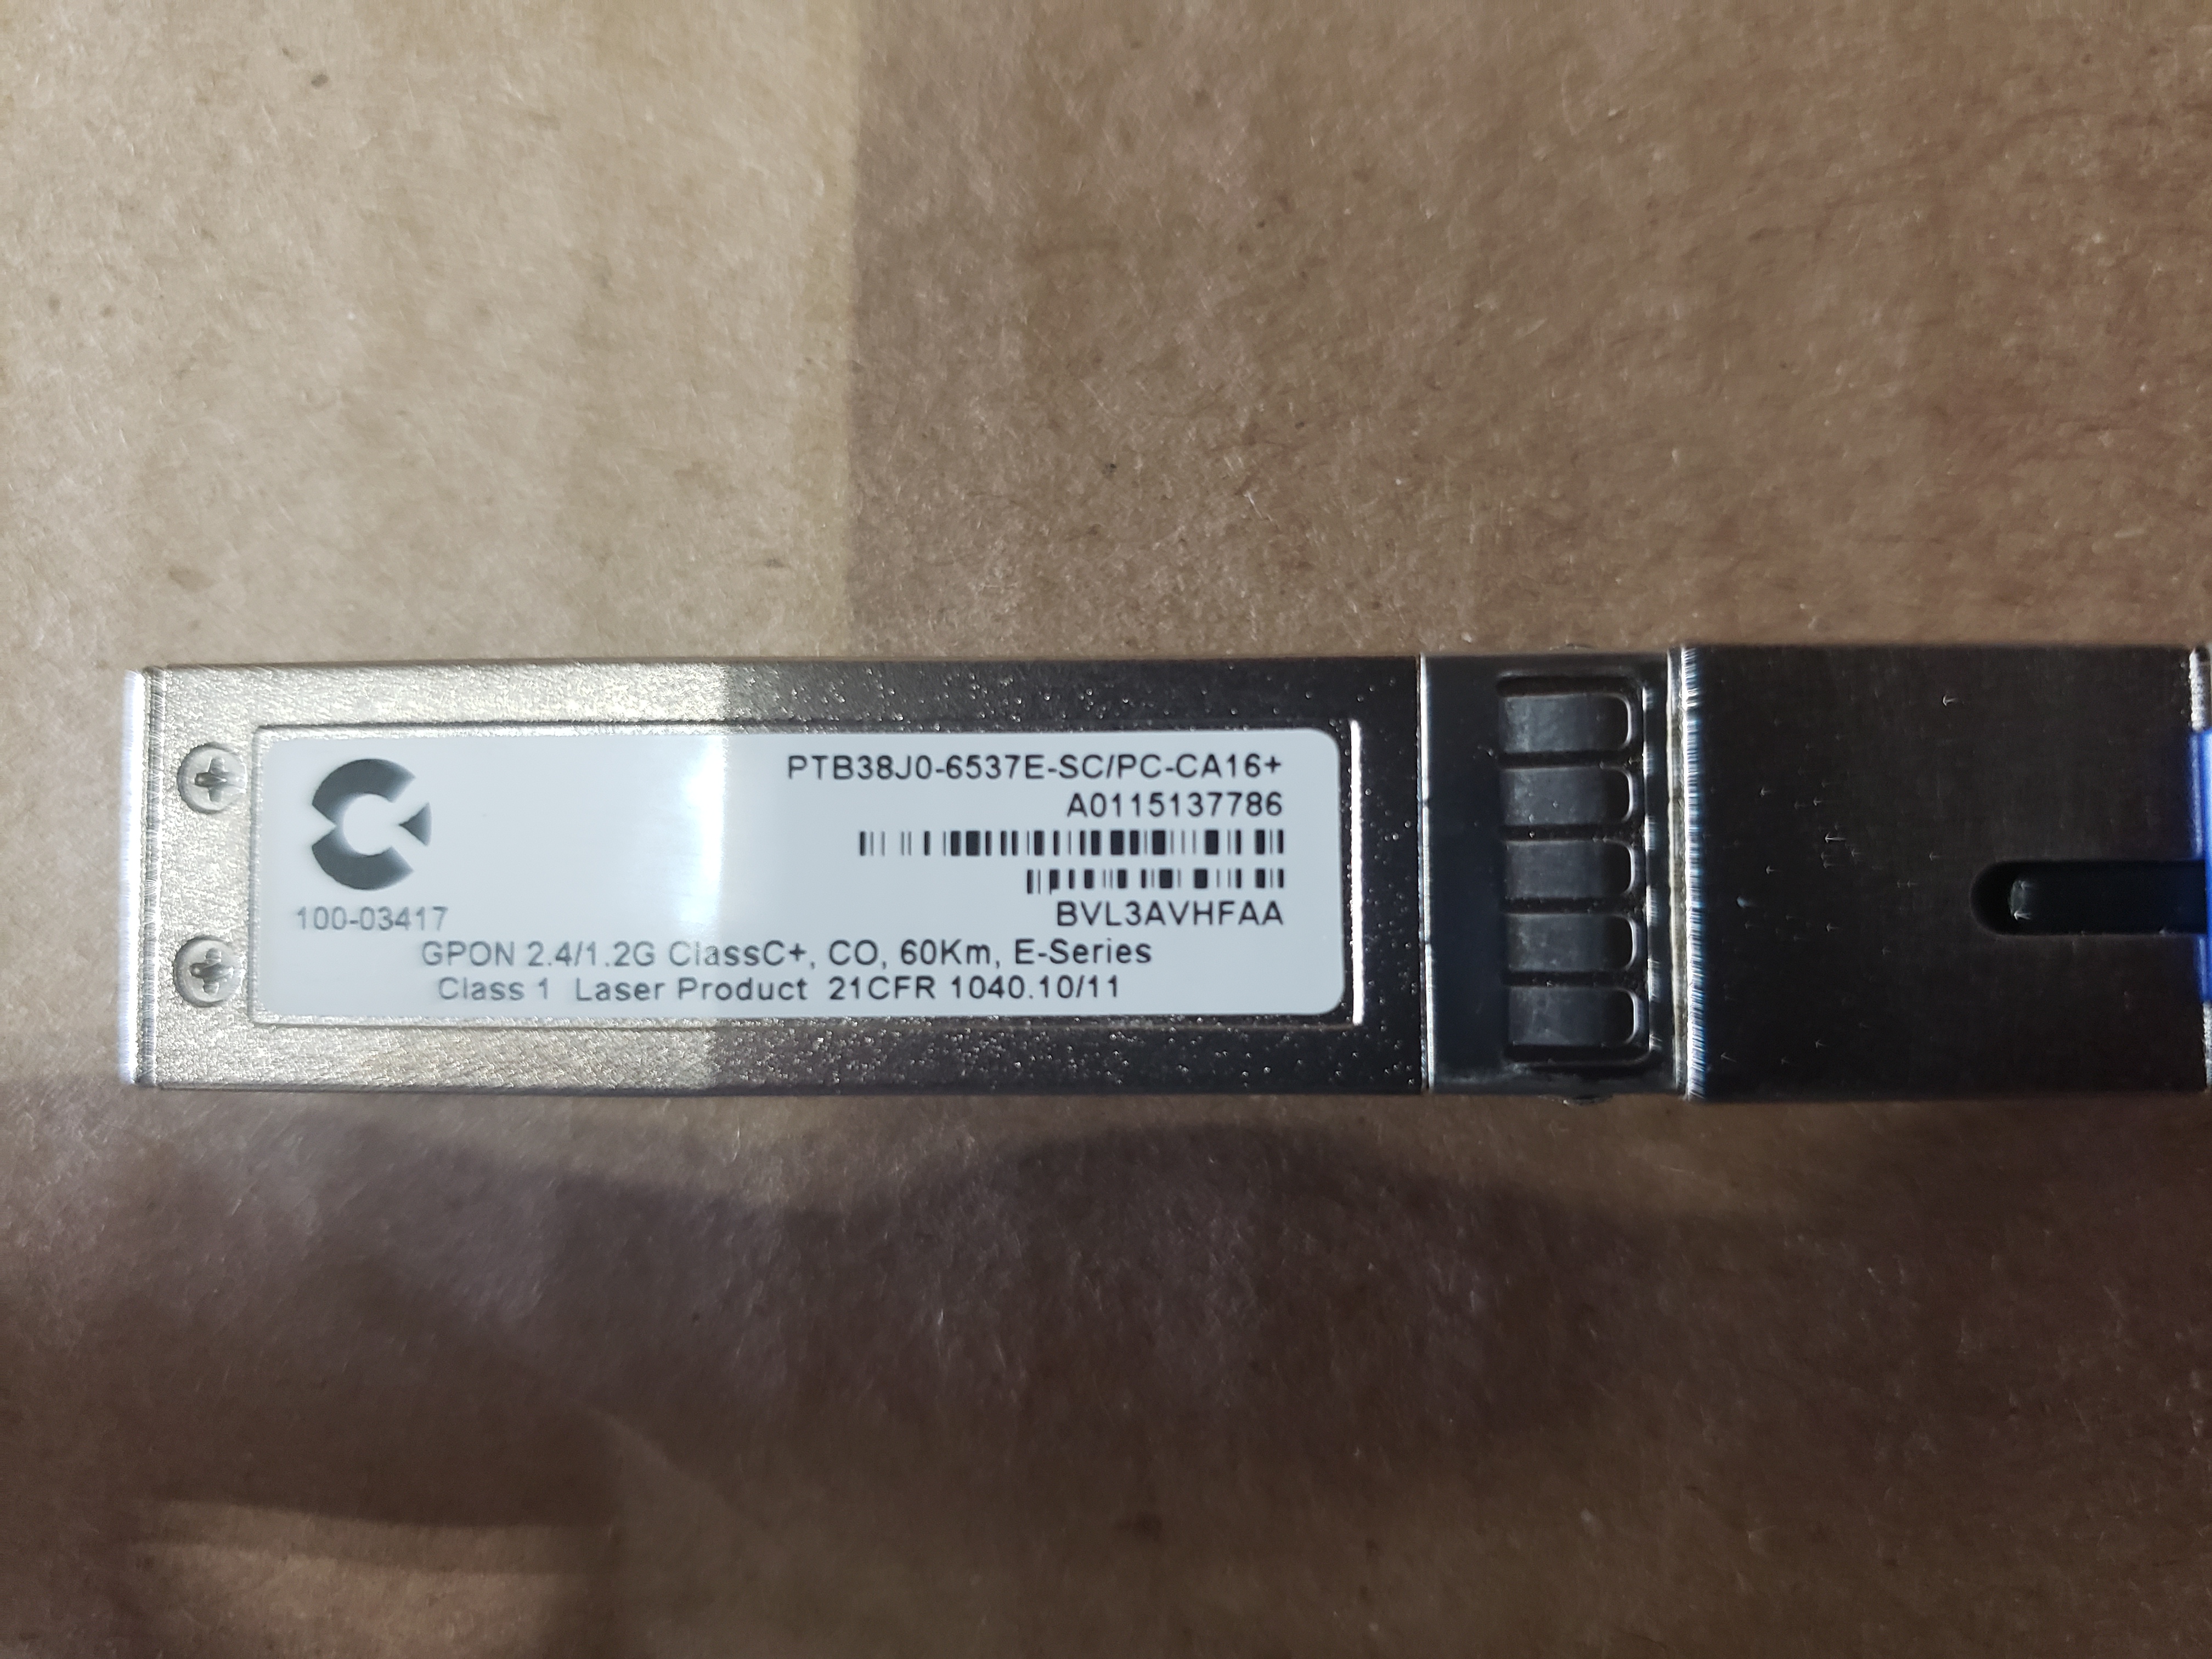 PTB38J0-6537E-SC/PC-CA16+
A0115137786
BVL3AVHFAA
100-03417
GPON 2.4/1.2G ClassC+, CO, 60Km, E-Series
Class 1 Laser Product 21CFR 1040.10/11